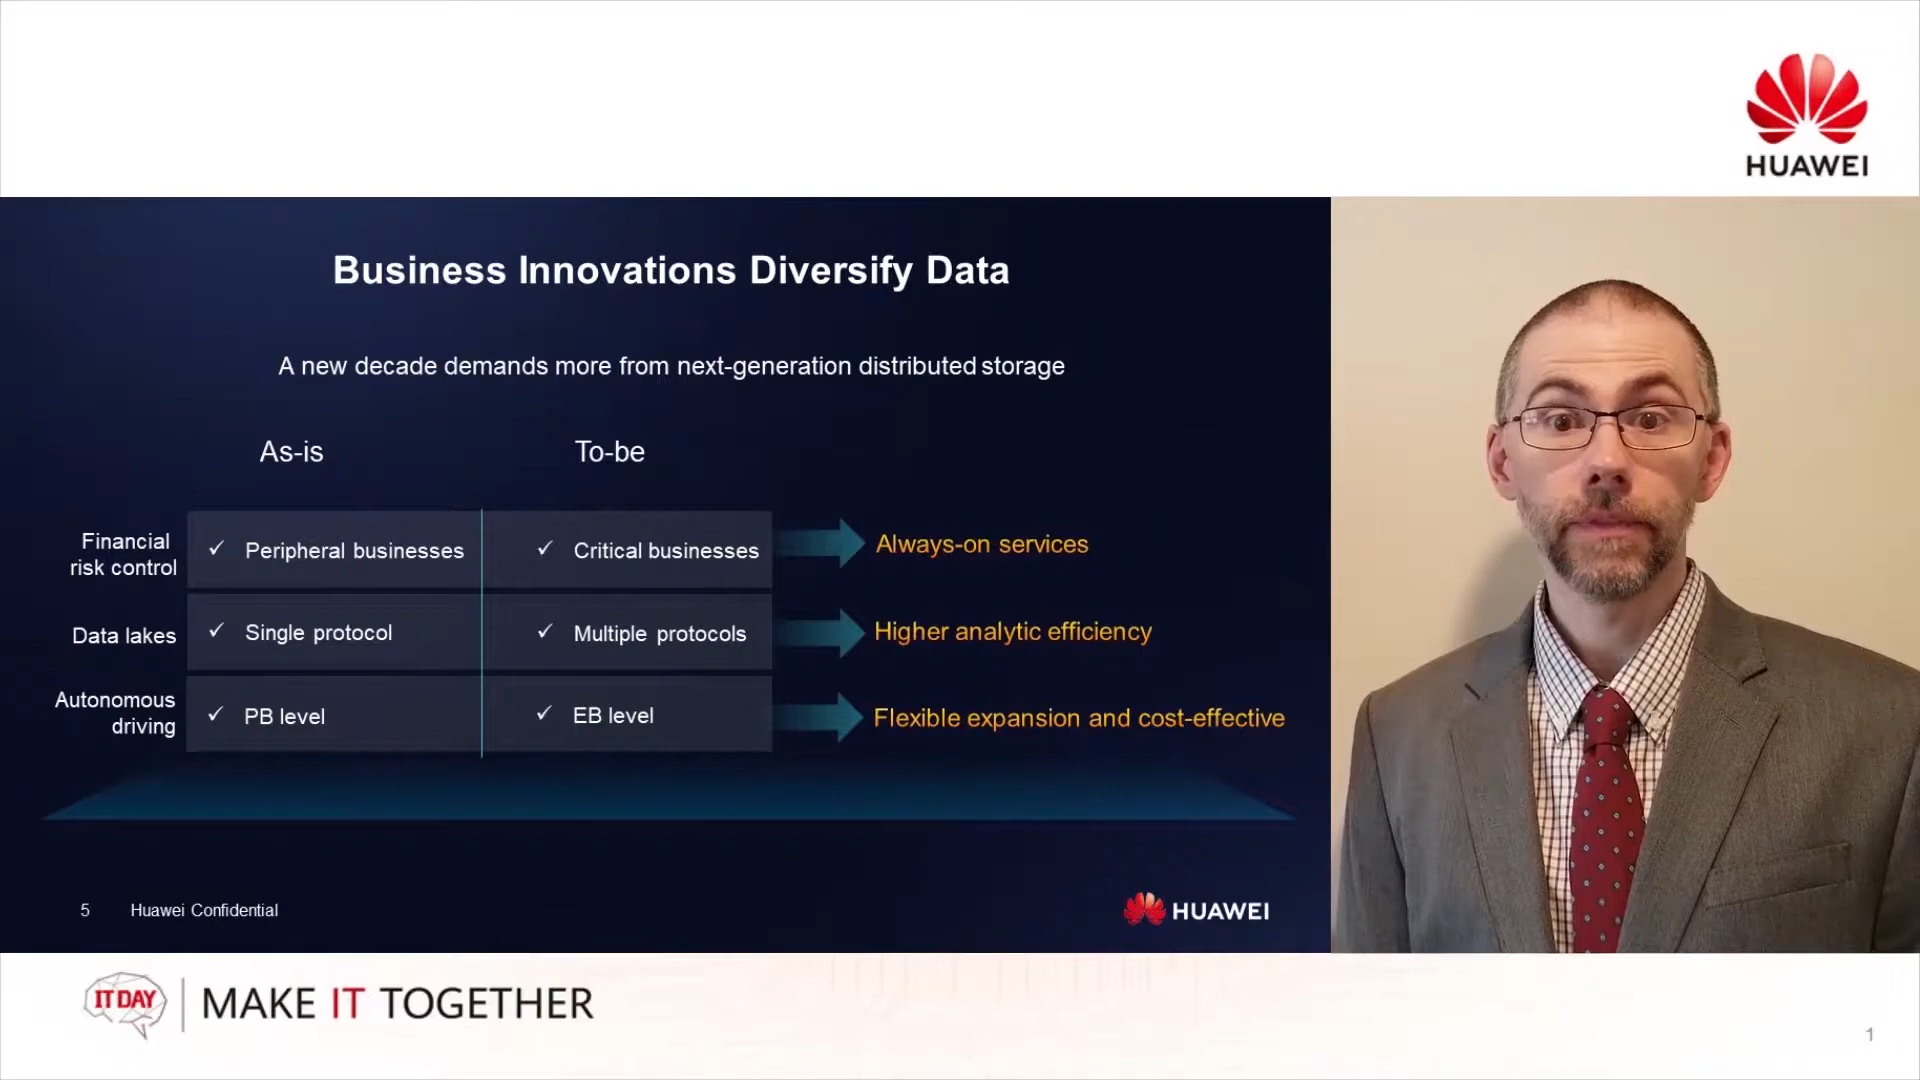 HUAWEI
Business Innovations Diversify Data
A new decade demands more from next-generation distributed storage
As-is
To-be
Financial
risk control
✓ Peripheral businesses
✓ Critical businesses
Always-on services
Data lakes
✓ Single protocol
✓ Multiple protocols
Higher analytic efficiency
Autonomous
driving
✓ PB level
✓ EB level
Flexible expansion and cost-effective
5
Huawei Confidential
HUAWEI
IT DAY
MAKE IT TOGETHER
1